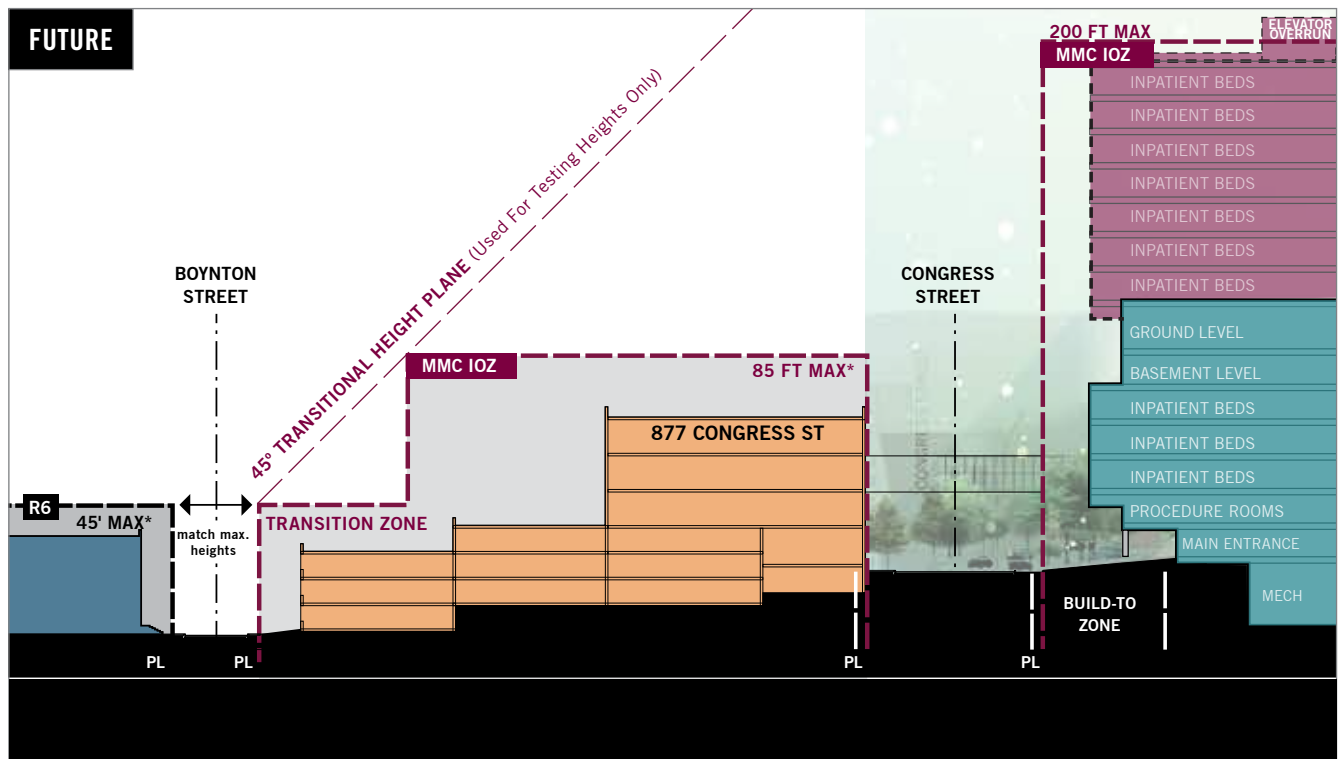 FUTURE
200 FT MAX
ELEVATOR
OVERRUN
MMC IOZ
INPATIENT BEDS
INPATIENT BEDS
INPATIENT BEDS
INPATIENT BEDS
INPATIENT BEDS
INPATIENT BEDS
INPATIENT BEDS
GROUND LEVEL
BASEMENT LEVEL
INPATIENT BEDS
INPATIENT BEDS
INPATIENT BEDS
PROCEDURE ROOMS
MAIN ENTRANCE
MECH
45º TRANSITIONAL HEIGHT PLANE (Used For Testing Heights Only)
BOYNTON
STREET
CONGRESS
STREET
MMC IOZ
85 FT MAX*
877 CONGRESS ST
R6
45' MAX*
match max.
heights
TRANSITION ZONE
BUILD-TO
ZONE
PL
PL
PL
PL